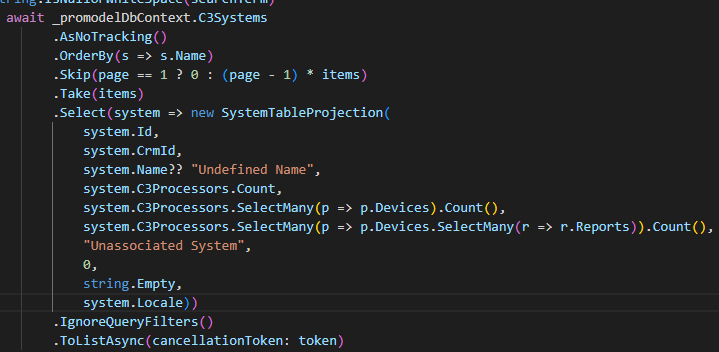 string.IsNullOrWhiteSpace(searchTerm)
await _promodelDbContext.C3Systems
.AsNoTracking()
.OrderBy(s => s.Name)
.Skip(page == 1 ? 0 : (page - 1) * items)
.Take(items)
.Select(system => new SystemTableProjection(
system.Id,
system.CrmId,
system.Name?? "Undefined Name",
system.C3Processors.Count,
system.C3Processors.SelectMany(p => p.Devices).Count(),
system.C3Processors.SelectMany(p => p.Devices.SelectMany(r => r.Reports)).Count(),
"Unassociated System",
0,
string.Empty,
system.Locale))
.IgnoreQueryFilters()
.ToListAsync(cancellationToken: token)